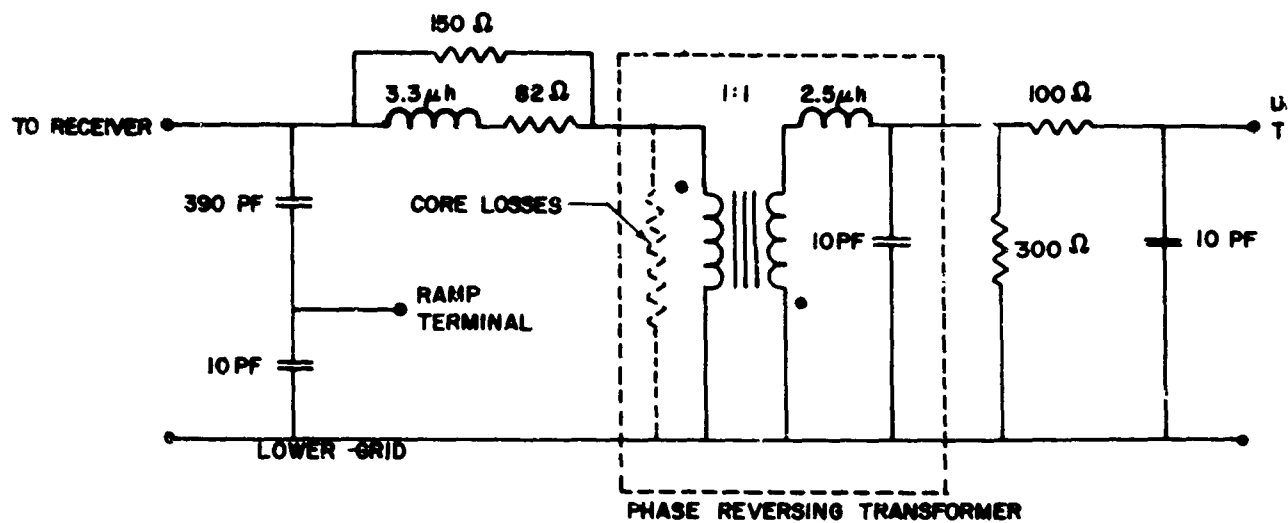 150 Ω
3.3 μh
82 Ω
1:1
2.5 μh
100 Ω
TO RECEIVER
U
T
390 PF
CORE LOSSES
10 PF
300 Ω
10 PF
RAMP
TERMINAL
10 PF
LOWER GRID
PHASE REVERSING TRANSFORMER